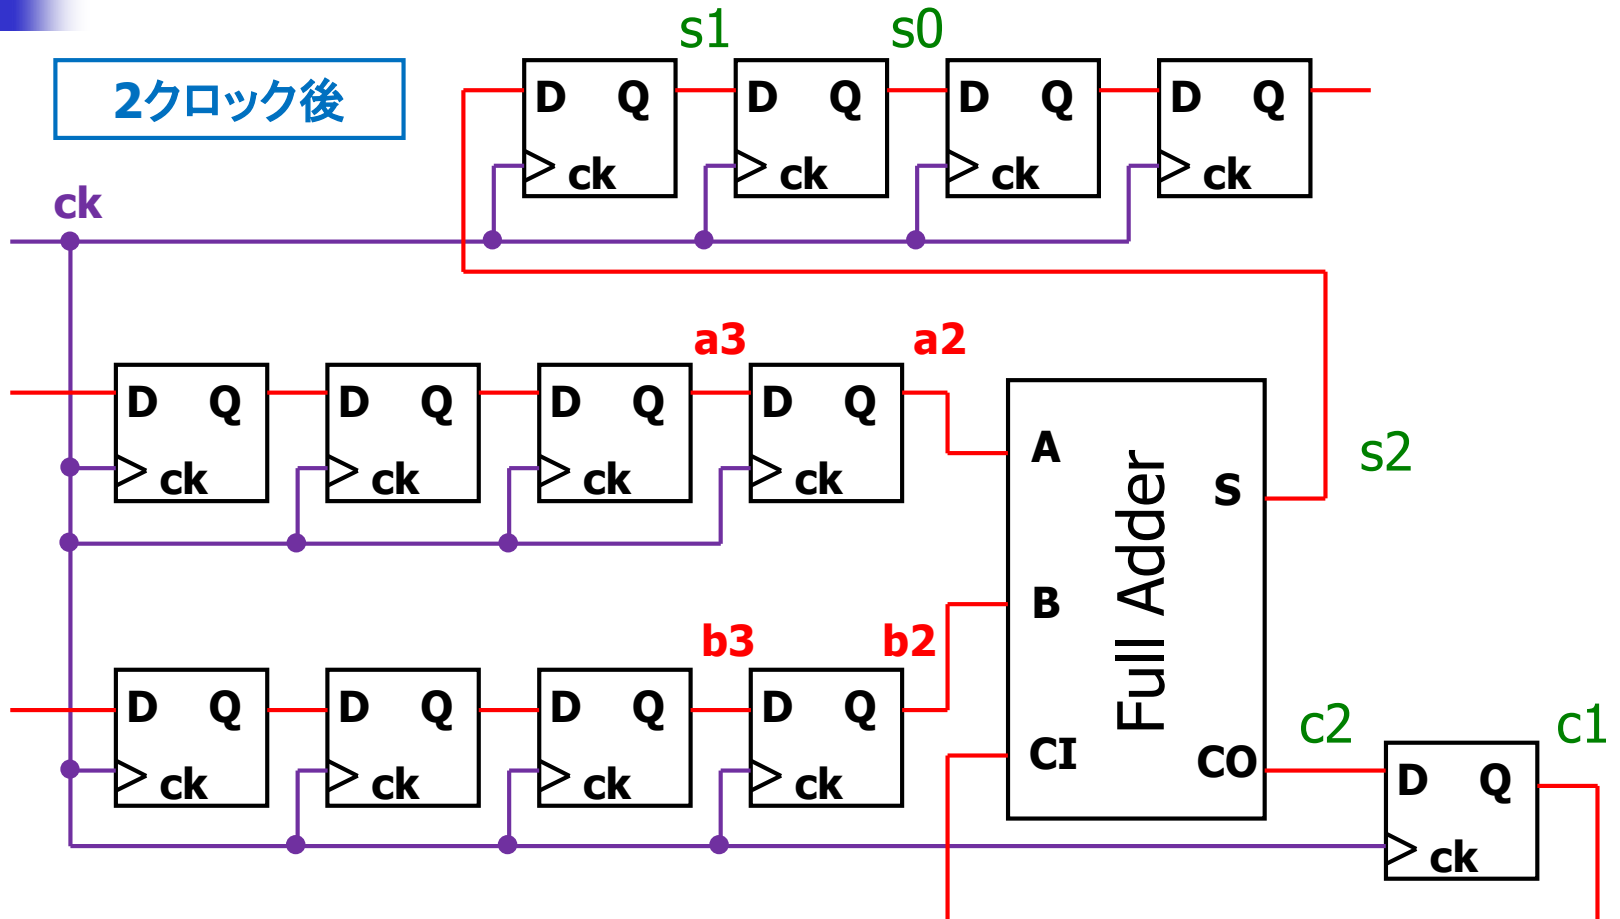 s1 s0
2クロック後
D Q D Q D Q D Q
ck ck ck ck
ck
a3 a2
D Q D Q D Q D Q
ck ck ck ck
A
S
s2
Full Adder
B
b3 b2
D Q D Q D Q D Q
ck ck ck ck
CI
CO
c2 c1
D Q
ck